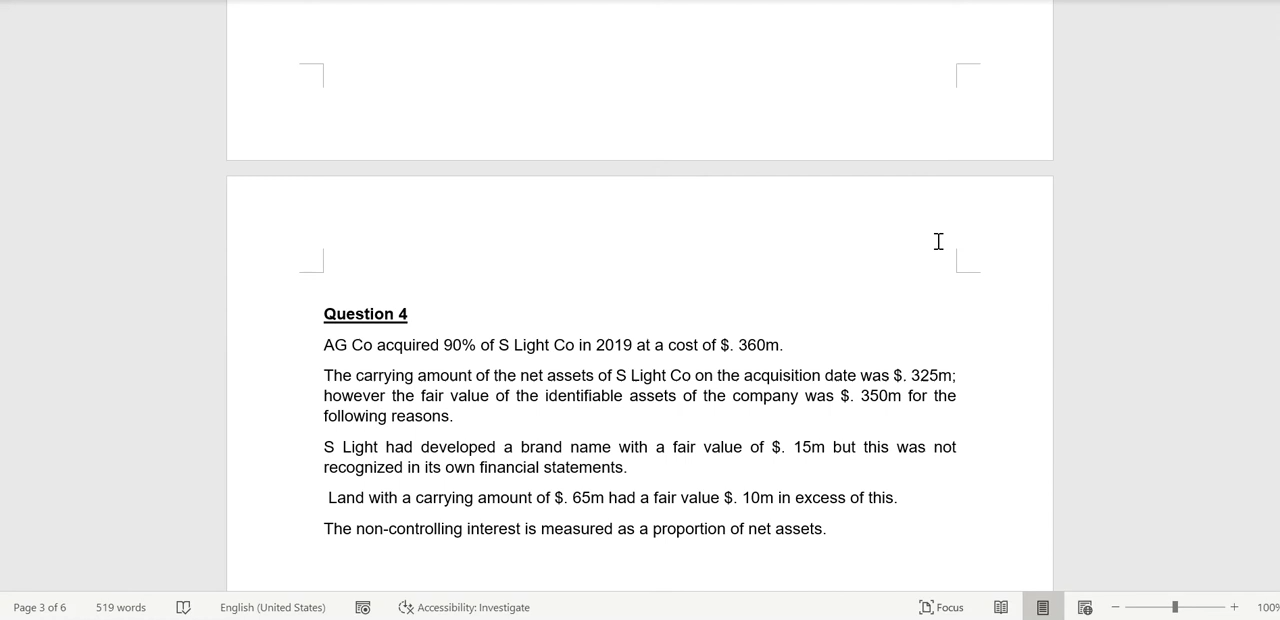 Question 4
AG Co acquired 90% of S Light Co in 2019 at a cost of $. 360m.
The carrying amount of the net assets of S Light Co on the acquisition date was $. 325m;
however the fair value of the identifiable assets of the company was $. 350m for the
following reasons.
S Light had developed a brand name with a fair value of $. 15m but this was not
recognized in its own financial statements.
Land with a carrying amount of $. 65m had a fair value $. 10m in excess of this.
The non-controlling interest is measured as a proportion of net assets.
Page 3 of 6 519 words English (United States) Accessibility: Investigate Focus 100%